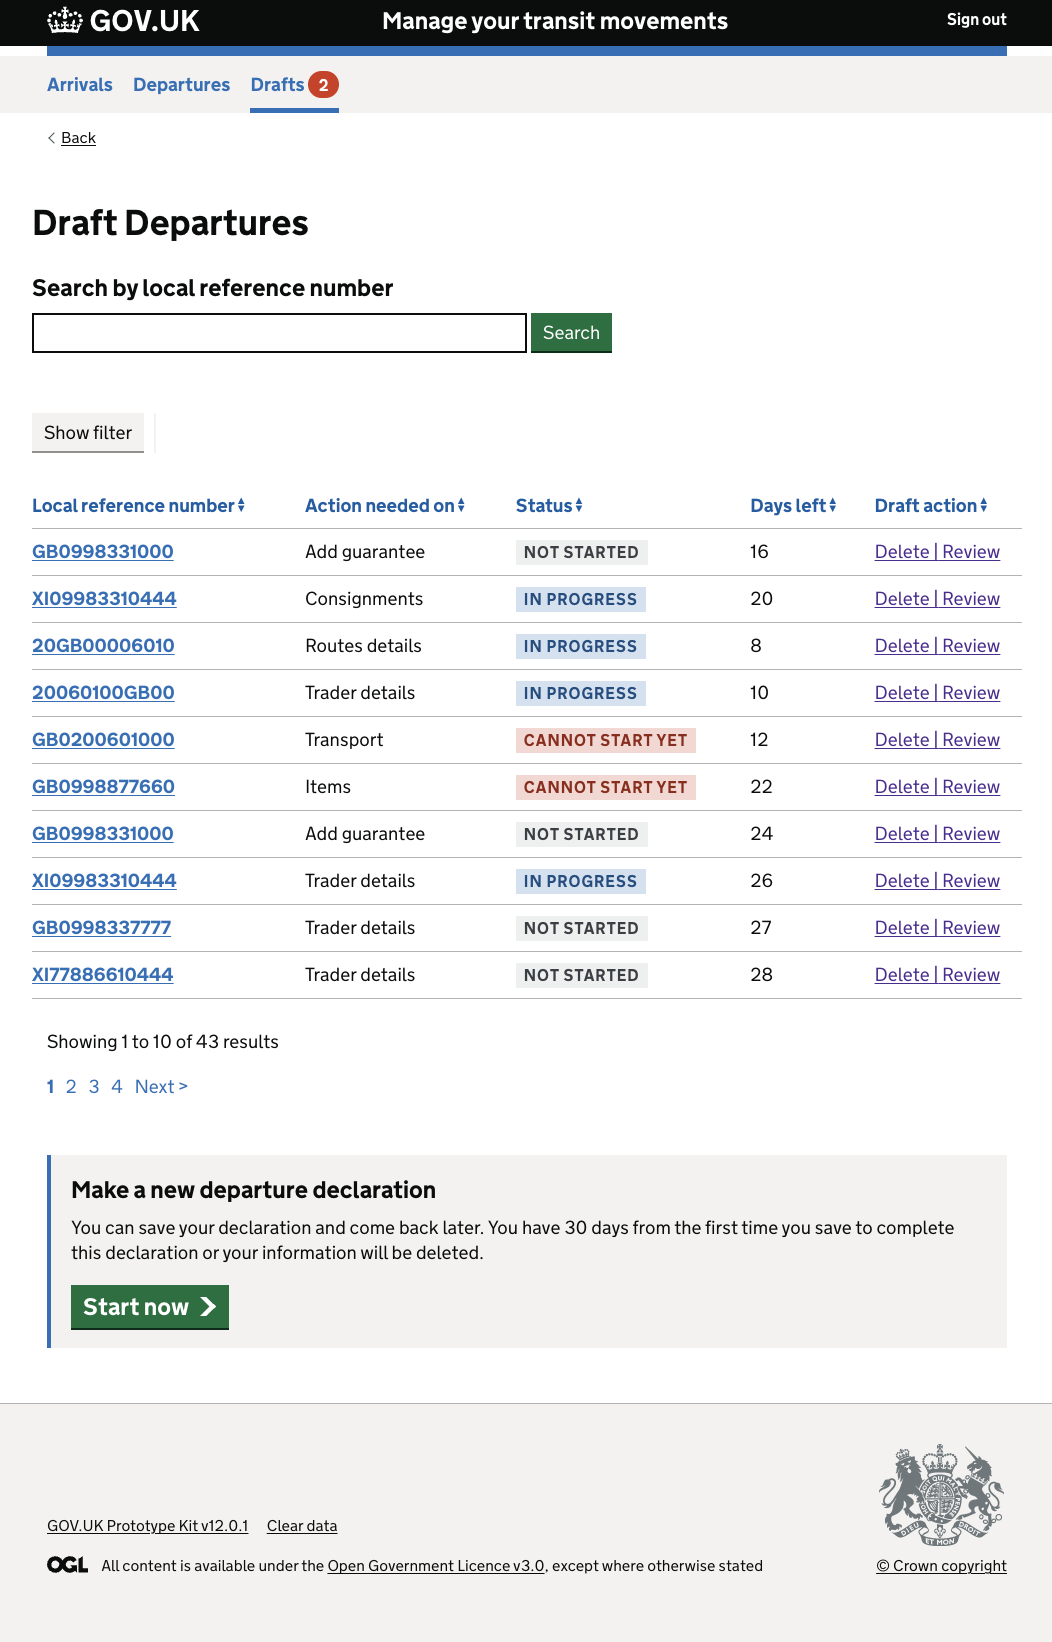 GOV.UK Manage your transit movements Sign out
Arrivals Departures Drafts 2
Back
Draft Departures
Search by local reference number
Search
Show filter
Local reference number Action needed on Status Days left Draft action
GB0998331000 Add guarantee NOT STARTED 16 Delete | Review
XI09983310444 Consignments IN PROGRESS 20 Delete | Review
20GB00006010 Routes details IN PROGRESS 8 Delete | Review
20060100GB00 Trader details IN PROGRESS 10 Delete | Review
GB0200601000 Transport CANNOT START YET 12 Delete | Review
GB0998877660 Items CANNOT START YET 22 Delete | Review
GB0998331000 Add guarantee NOT STARTED 24 Delete | Review
XI09983310444 Trader details IN PROGRESS 26 Delete | Review
GB0998337777 Trader details NOT STARTED 27 Delete | Review
XI77886610444 Trader details NOT STARTED 28 Delete | Review
Showing 1 to 10 of 43 results
1 2 3 4 Next >
Make a new departure declaration
You can save your declaration and come back later. You have 30 days from the first time you save to complete
this declaration or your information will be deleted.
Start now
DIEU ET MON DROIT
GOV.UK Prototype Kit v12.0.1 Clear data
OGL All content is available under the Open Government Licence v3.0, except where otherwise stated © Crown copyright